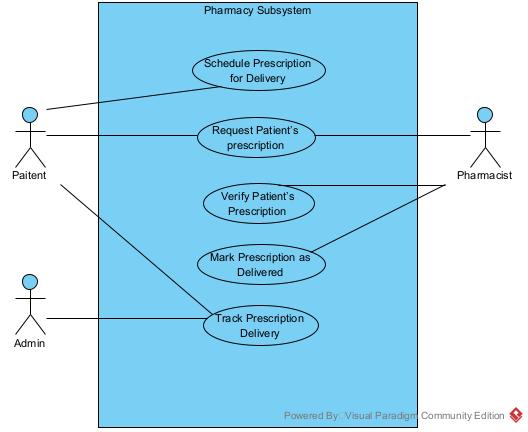 Pharmacy Subsystem
Schedule Prescription
for Delivery
Request Patient's
prescription
Paitent
Pharmacist
Verify Patient's
Prescription
Mark Prescription as
Delivered
Track Prescription
Delivery
Admin
Powered By: Visual Paradigm Community Edition